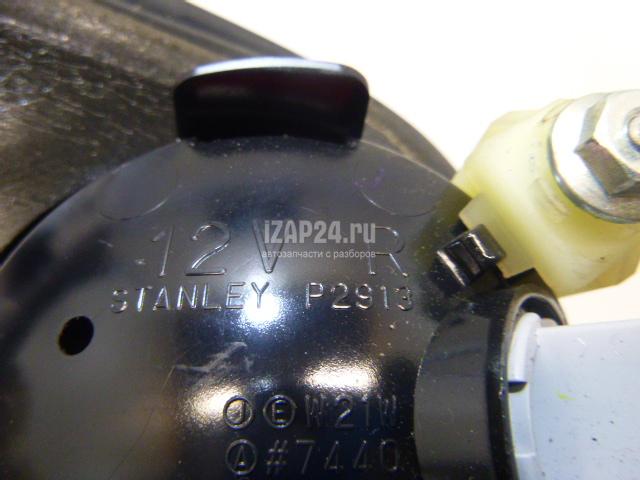 12V R
iZAP24.ru
автозапчасти с разборов
STANLEY P2913
J E W21W
A #7440